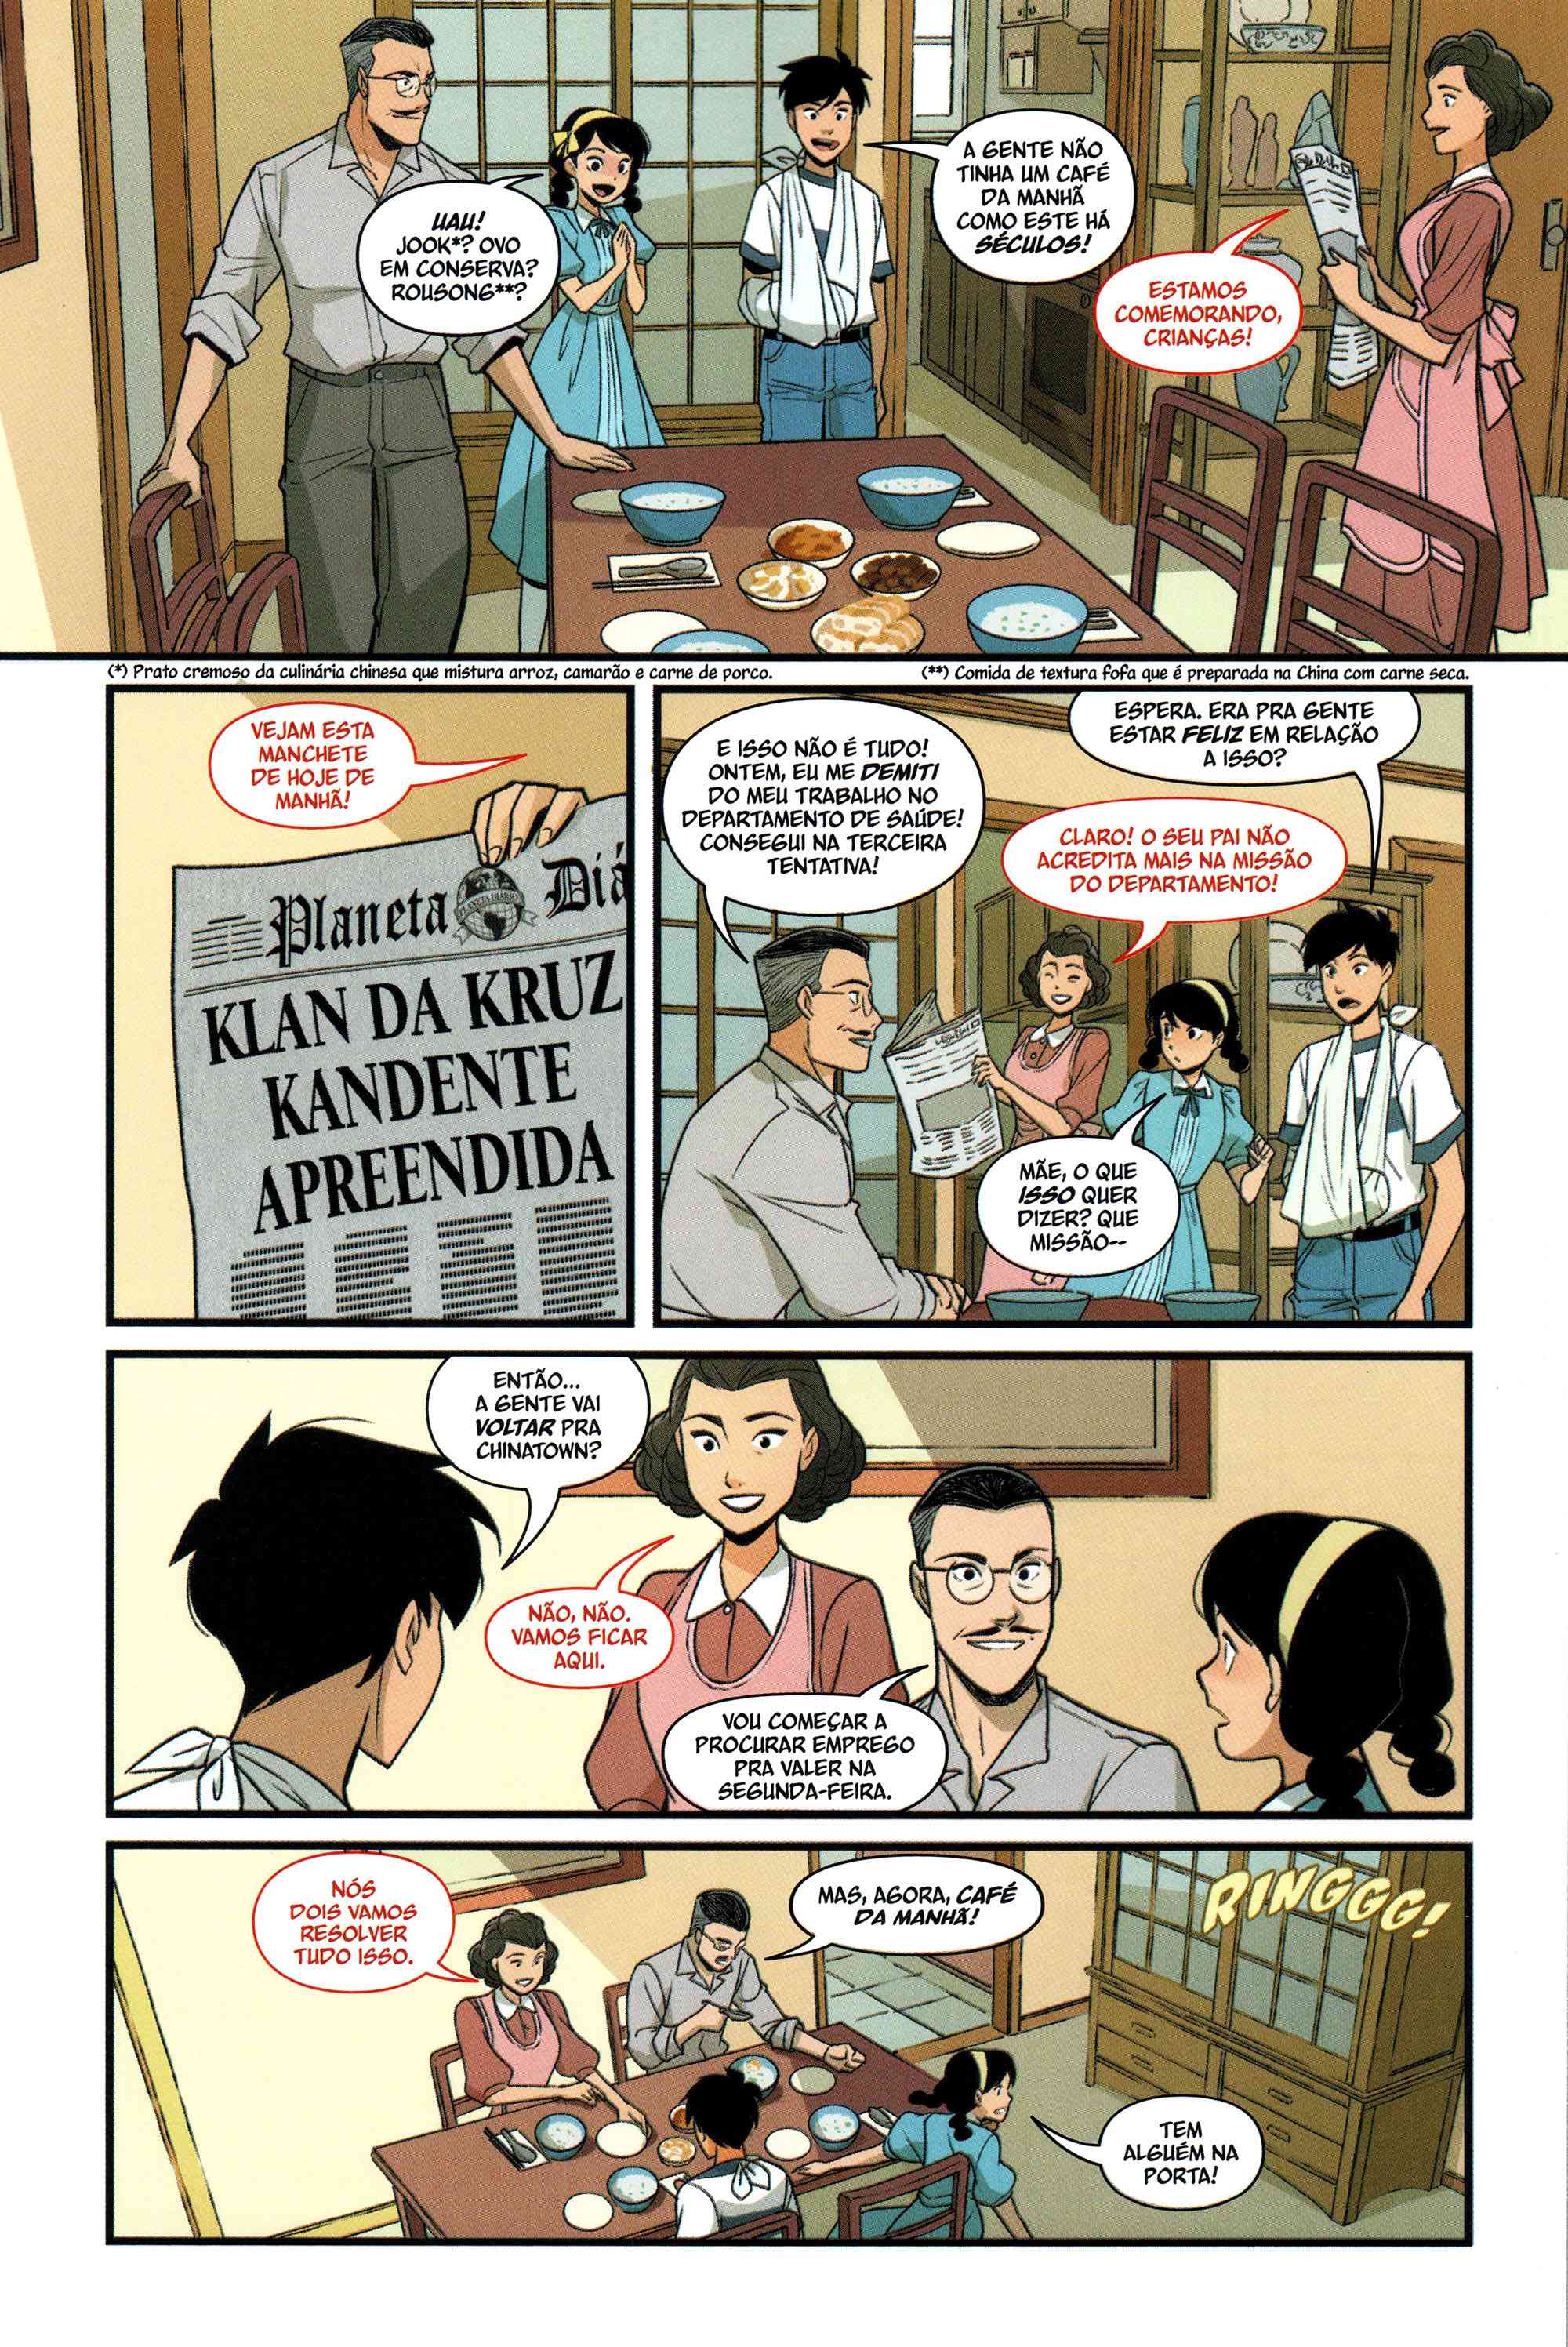 UAU!
JOOK*? OVO
EM CONSERVA?
ROUSONG**?
A GENTE NÃO
TINHA UM CAFÉ
DA MANHÃ
COMO ESTE HÁ
SÉCULOS!
ESTAMOS
COMEMORANDO,
CRIANÇAS!
(*) Prato cremoso da culinária chinesa que mistura arroz, camarão e carne de porco.
(**) Comida de textura fofa que é preparada na China com carne seca.
VEJAM ESTA
MANCHETE
DE HOJE DE
MANHÃ!
Planeta Diá
PLANETA DIÁRIO
KLAN DA KRUZ
KANDENTE
APREENDIDA
E ISSO NÃO É TUDO!
ONTEM, EU ME DEMITI
DO MEU TRABALHO NO
DEPARTAMENTO DE SAÚDE!
CONSEGUI NA TERCEIRA
TENTATIVA!
ESPERA. ERA PRA GENTE
ESTAR FELIZ EM RELAÇÃO
A ISSO?
CLARO! O SEU PAI NÃO
ACREDITA MAIS NA MISSÃO
DO DEPARTAMENTO!
MÃE, O QUE
ISSO QUER
DIZER? QUE
MISSÃO--
ENTÃO...
A GENTE VAI
VOLTAR PRA
CHINATOWN?
NÃO, NÃO.
VAMOS FICAR
AQUI.
VOU COMEÇAR A
PROCURAR EMPREGO
PRA VALER NA
SEGUNDA-FEIRA.
NÓS
DOIS VAMOS
RESOLVER
TUDO ISSO.
MAS, AGORA, CAFÉ
DA MANHÃ!
RINGGG!
TEM
ALGUÉM NA
PORTA!